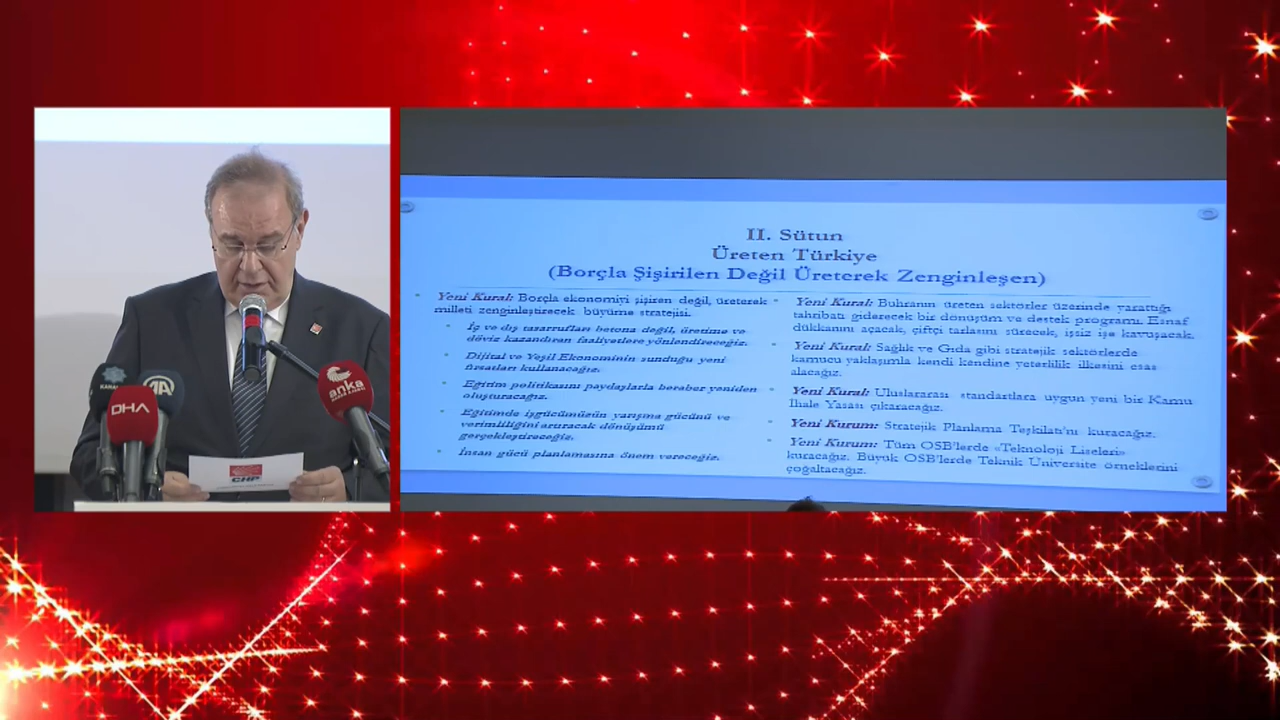 KARAR
AA
DHA
anka
CHP
II. Sütun
Üreten Türkiye
(Borçla Şişirilen Değil Üreterek Zenginleşen)
Yeni Kural: Borçla ekonomiyi şişiren değil, üreterek
milleti zenginleştirecek büyüme stratejisi.
İç ve dış tasarrufları betona değil, üretime ve
döviz kazandıran faaliyetlere yönlendireceğiz.
Dijital ve Yeşil Ekonominin sunduğu yeni
fırsatları kullanacağız.
Eğitim politikasını paydaşlarla beraber yeniden
oluşturacağız.
Eğitimde işgücümüzün yarışma gücünü ve
verimliliğini artıracak dönüşümü
gerçekleştireceğiz.
İnsan gücü planlamasına önem vereceğiz.
Yeni Kural: Buhranın üreten sektörler üzerinde yarattığı
tahribatı giderecek bir dönüşüm ve destek programı. Esnaf
dükkanını açacak, çiftçi tarlasını sürecek, işsiz işe kavuşacak.
Yeni Kural: Sağlık ve Gıda gibi stratejik sektörlerde
kamucu yaklaşımla kendi kendine yeterlilik ilkesini esas
alacağız.
Yeni Kural: Uluslararası standartlara uygun yeni bir Kamu
İhale Yasası çıkaracağız.
Yeni Kurum: Stratejik Planlama Teşkilatı'nı kuracağız.
Yeni Kurum: Tüm OSB'lerde «Teknoloji Liseleri»
kuracağız. Büyük OSB'lerde Teknik Üniversite örneklerini
çoğaltacağız.